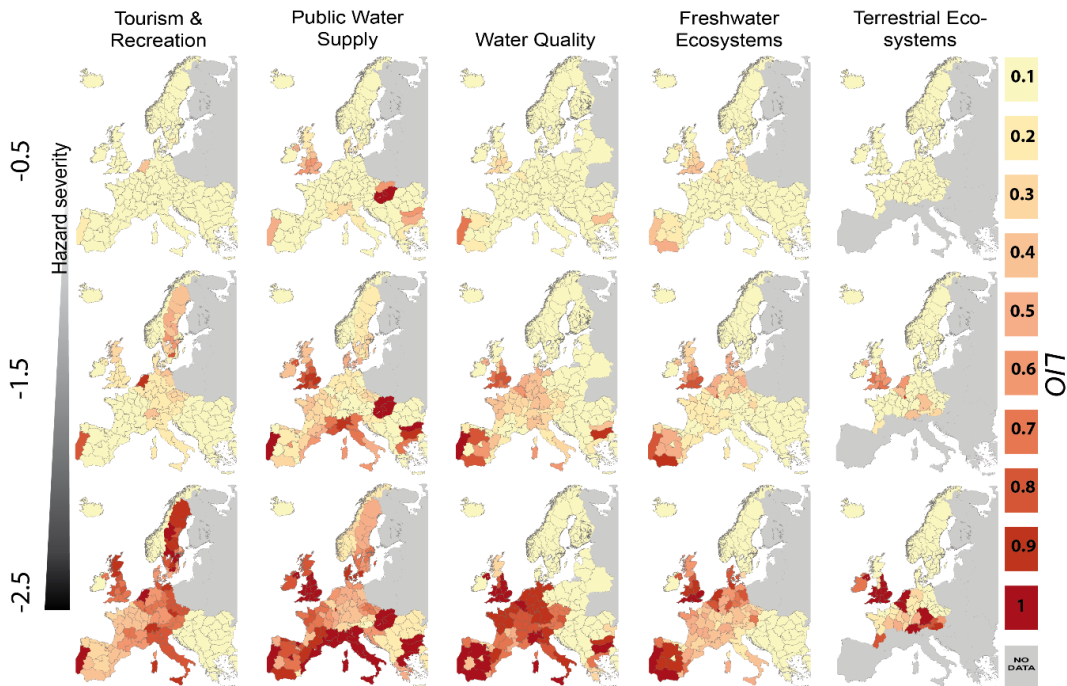 Tourism &
Recreation
Public Water
Supply
Water Quality
Freshwater
Ecosystems
Terrestrial Eco-
systems
Hazard severity
-0.5
-1.5
-2.5
0.1
0.2
0.3
0.4
0.5
0.6
0.7
0.8
0.9
1
NO
DATA
LIO